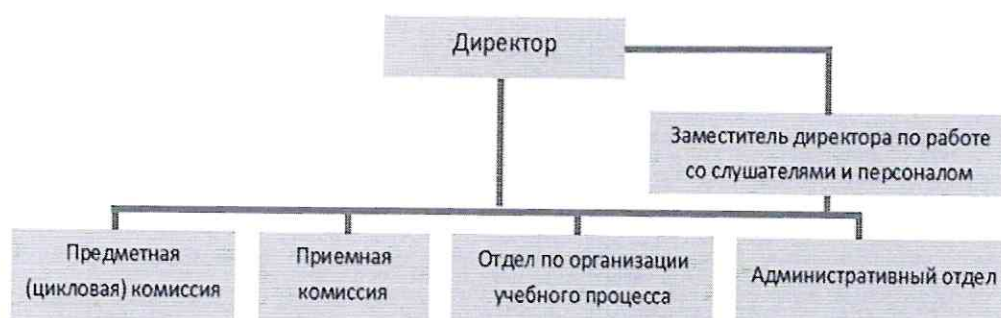 Директор
Заместитель директора по работе
со слушателями и персоналом
Предметная
(цикловая) комиссия
Приемная
комиссия
Отдел по организации
учебного процесса
Административный отдел